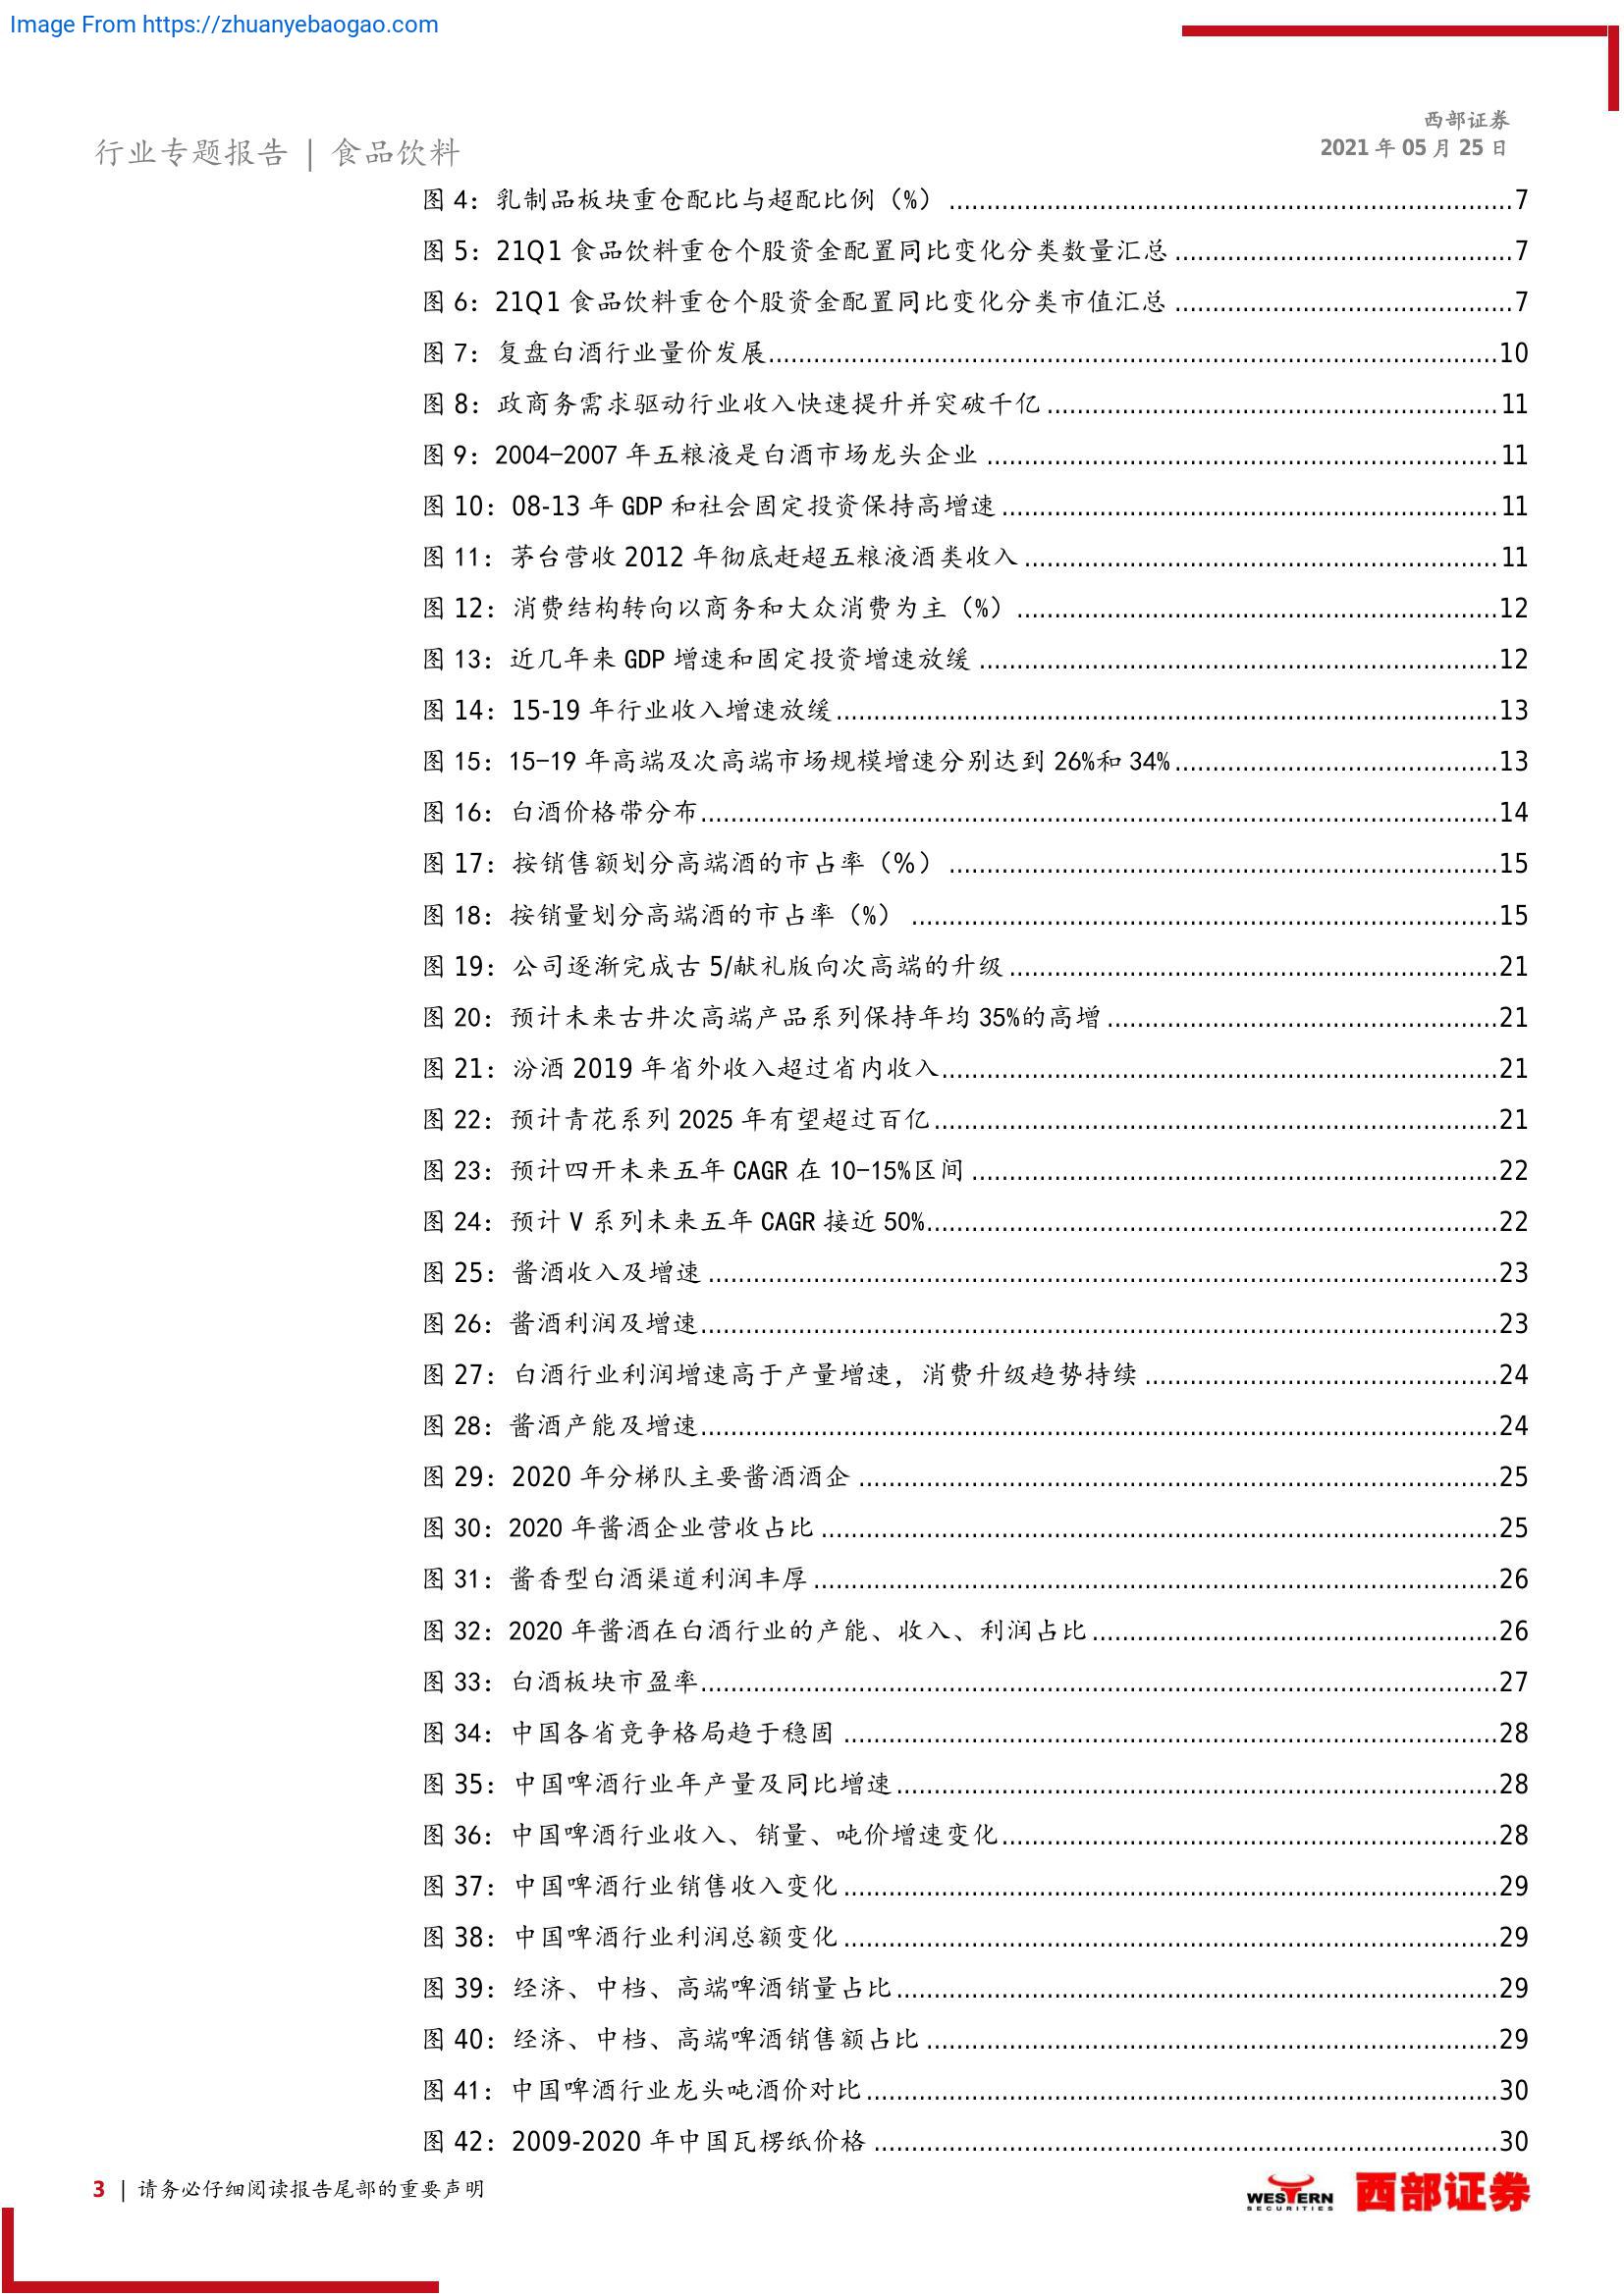 Image From https://zhuanyebaogao.com
西部证券
行业专题报告 | 食品饮料
2021 年 05 月 25 日
图 4：乳制品板块重仓配比与超配比例（%）...7
图 5：21Q1 食品饮料重仓个股资金配置同比变化分类数量汇总...7
图 6：21Q1 食品饮料重仓个股资金配置同比变化分类市值汇总...7
图 7：复盘白酒行业量价发展...10
图 8：政商务需求驱动行业收入快速提升并突破千亿...11
图 9：2004-2007 年五粮液是白酒市场龙头企业...11
图 10：08-13 年 GDP 和社会固定投资保持高增速...11
图 11：茅台营收 2012 年彻底赶超五粮液酒类收入...11
图 12：消费结构转向以商务和大众消费为主（%）...12
图 13：近几年来 GDP 增速和固定投资增速放缓...12
图 14：15-19 年行业收入增速放缓...13
图 15：15-19 年高端及次高端市场规模增速分别达到 26%和 34%...13
图 16：白酒价格带分布...14
图 17：按销售额划分高端酒的市占率（%）...15
图 18：按销量划分高端酒的市占率（%）...15
图 19：公司逐渐完成古 5/献礼版向次高端的升级...21
图 20：预计未来古井次高端产品系列保持年均 35%的高增...21
图 21：汾酒 2019 年省外收入超过省内收入...21
图 22：预计青花系列 2025 年有望超过百亿...21
图 23：预计四开未来五年 CAGR 在 10-15%区间...22
图 24：预计 V 系列未来五年 CAGR 接近 50%...22
图 25：酱酒收入及增速...23
图 26：酱酒利润及增速...23
图 27：白酒行业利润增速高于产量增速，消费升级趋势持续...24
图 28：酱酒产能及增速...24
图 29：2020 年分梯队主要酱酒酒企...25
图 30：2020 年酱酒企业营收占比...25
图 31：酱香型白酒渠道利润丰厚...26
图 32：2020 年酱酒在白酒行业的产能、收入、利润占比...26
图 33：白酒板块市盈率...27
图 34：中国各省竞争格局趋于稳固...28
图 35：中国啤酒行业年产量及同比增速...28
图 36：中国啤酒行业收入、销量、吨价增速变化...28
图 37：中国啤酒行业销售收入变化...29
图 38：中国啤酒行业利润总额变化...29
图 39：经济、中档、高端啤酒销量占比...29
图 40：经济、中档、高端啤酒销售额占比...29
图 41：中国啤酒行业龙头吨酒价对比...30
图 42：2009-2020 年中国瓦楞纸价格...30
3 | 请务必仔细阅读报告尾部的重要声明
WESTERN
SECURITIES
西部证券